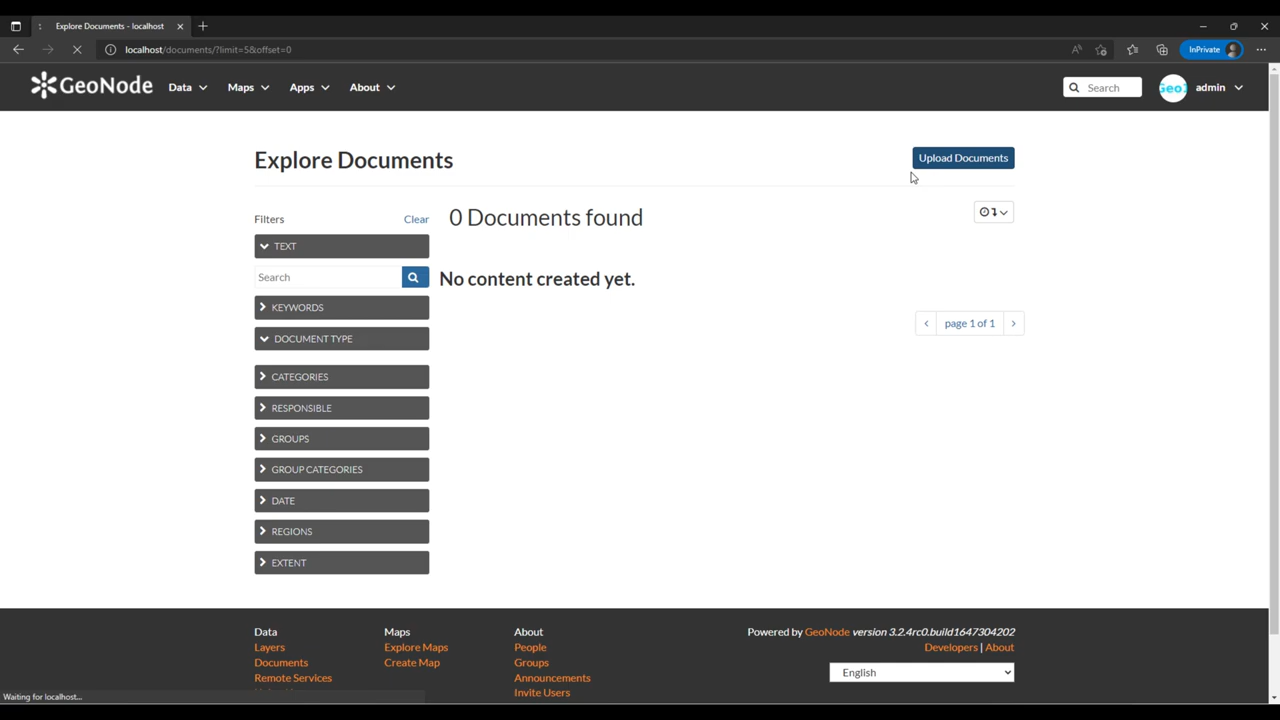 Explore Documents - localhost
localhost/documents/?limit=5&offset=0
InPrivate
GeoNode Data Maps Apps About Search admin
Explore Documents
Upload Documents
Filters Clear
0 Documents found
TEXT
Search
No content created yet.
KEYWORDS
page 1 of 1
DOCUMENT TYPE
CATEGORIES
RESPONSIBLE
GROUPS
GROUP CATEGORIES
DATE
REGIONS
EXTENT
Data
Layers
Documents
Remote Services
Maps
Explore Maps
Create Map
About
People
Groups
Announcements
Invite Users
Powered by GeoNode version 3.2.4rc0.build1647304202
Developers | About
English
Waiting for localhost...